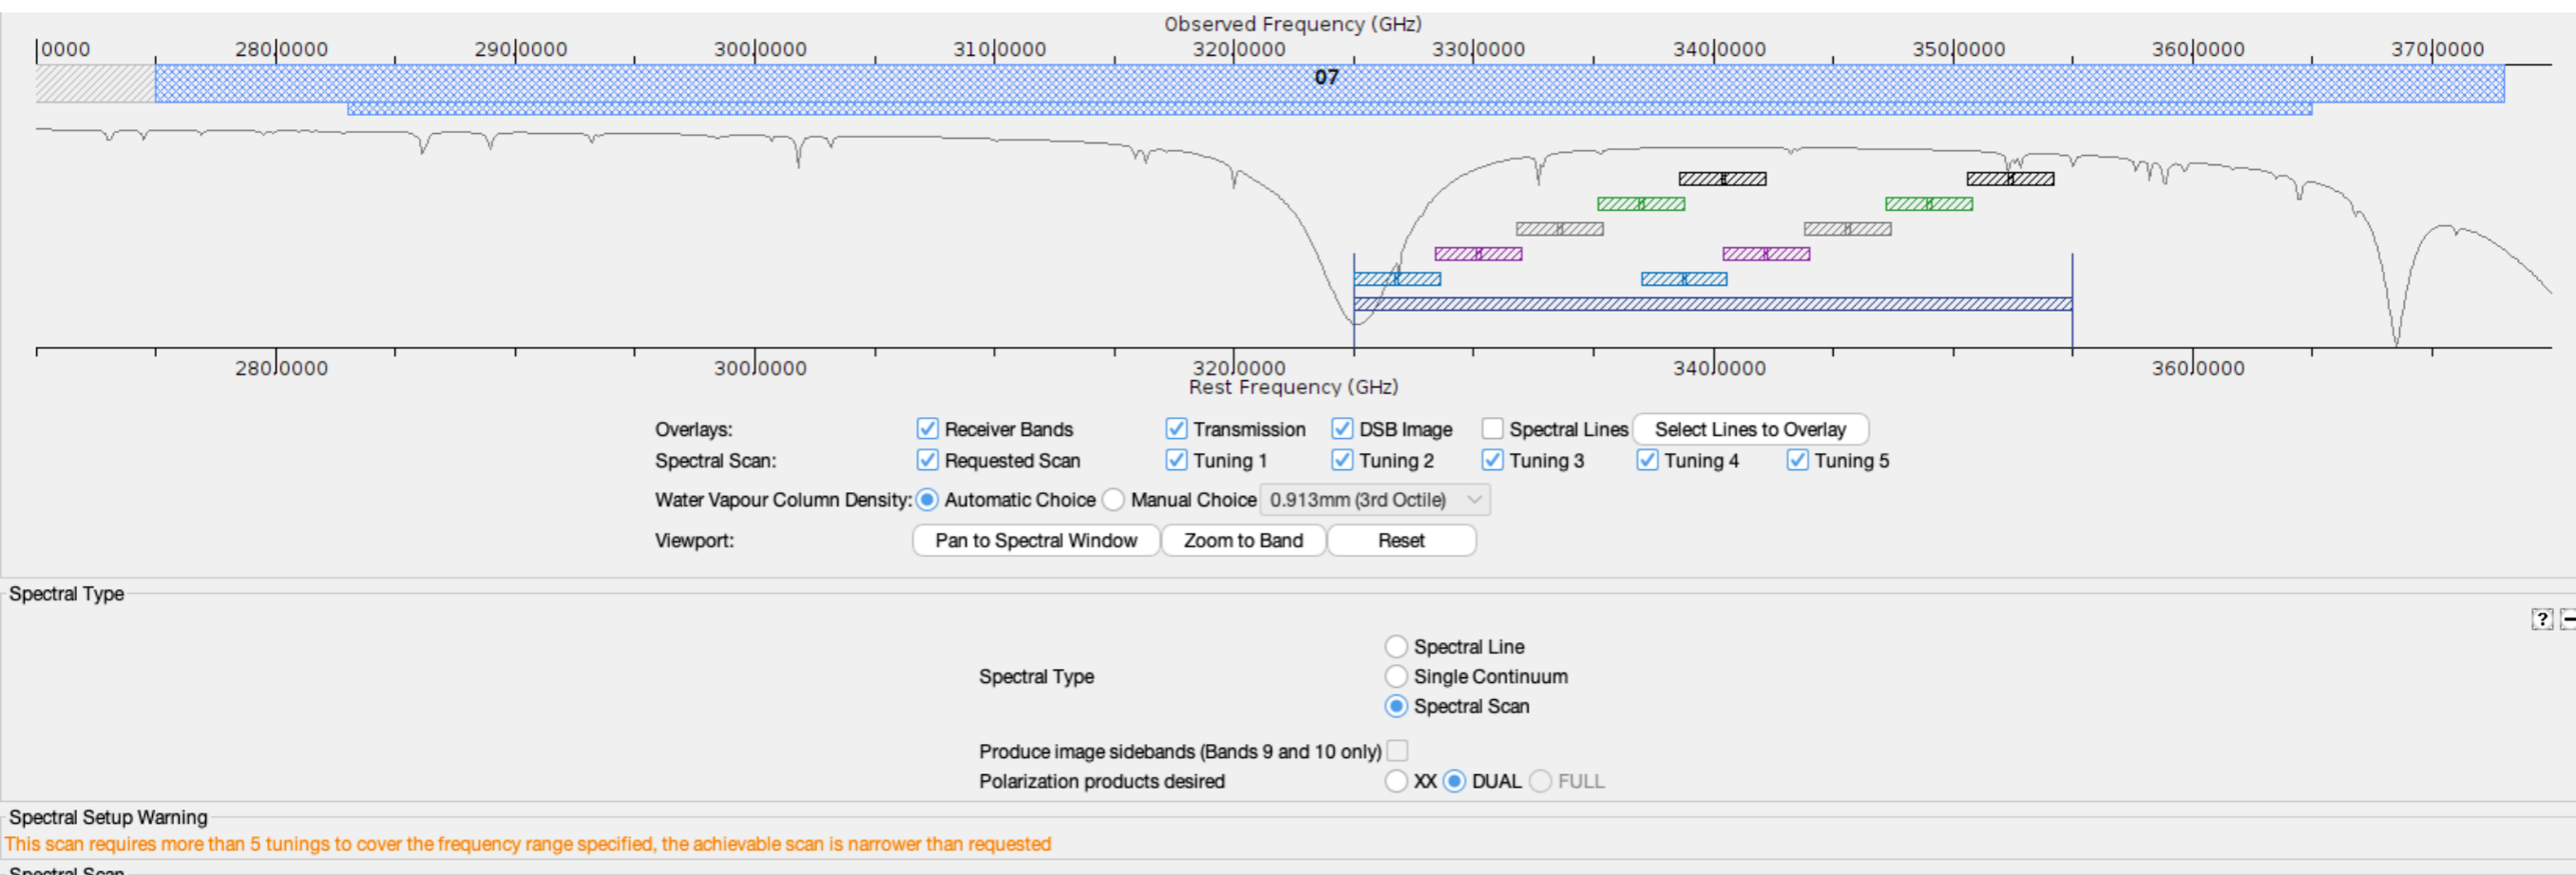 Observed Frequency (GHz)
0000 280.0000 290.0000 300.0000 310.0000 320.0000 330.0000 340.0000 350.0000 360.0000 370.0000
07
280.0000 300.0000 320.0000 340.0000 360.0000
Rest Frequency (GHz)
Overlays: Receiver Bands Transmission DSB Image Spectral Lines Select Lines to Overlay
Spectral Scan: Requested Scan Tuning 1 Tuning 2 Tuning 3 Tuning 4 Tuning 5
Water Vapour Column Density: Automatic Choice Manual Choice 0.913mm (3rd Octile)
Viewport: Pan to Spectral Window Zoom to Band Reset
Spectral Type
?
Spectral Line
Spectral Type Single Continuum
Spectral Scan
Produce image sidebands (Bands 9 and 10 only)
Polarization products desired XX DUAL FULL
Spectral Setup Warning
This scan requires more than 5 tunings to cover the frequency range specified, the achievable scan is narrower than requested
Spectral Scan